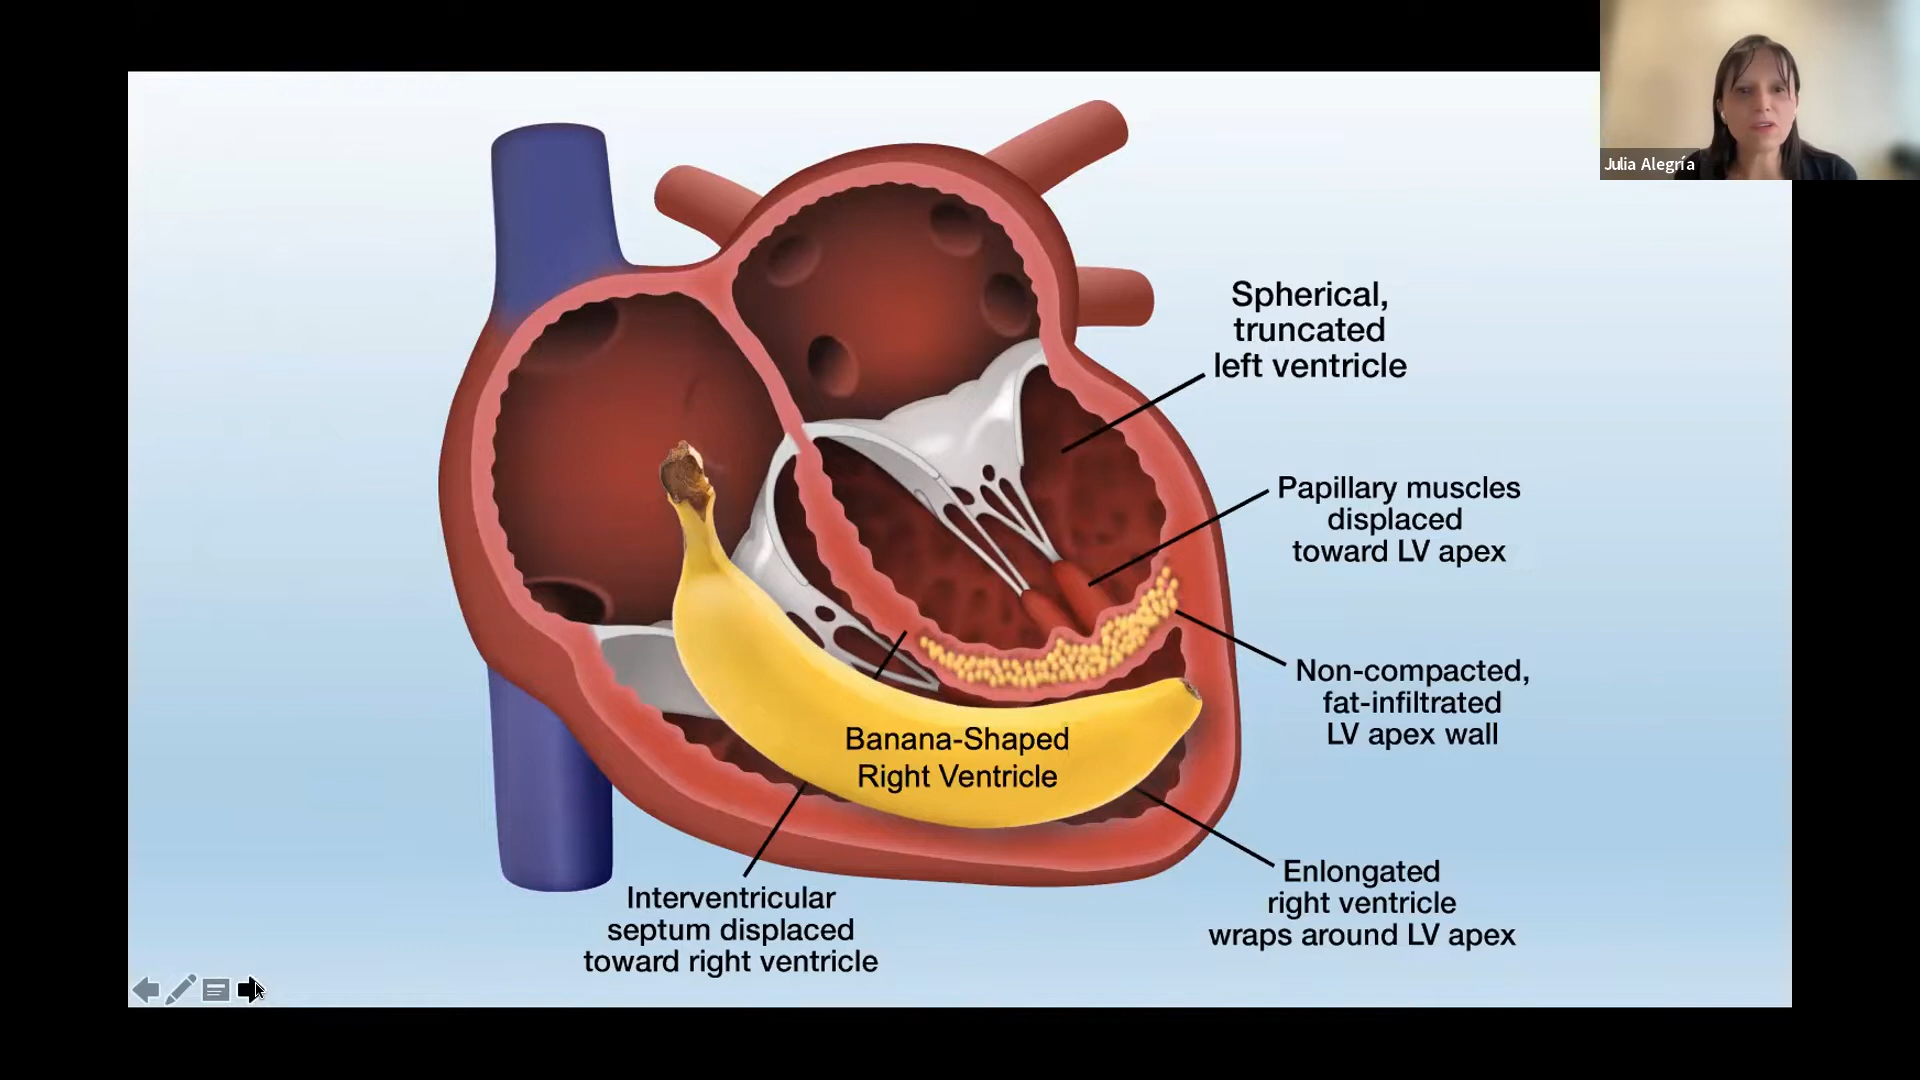 Julia Alegría
Spherical,
truncated
left ventricle
Papillary muscles
displaced
toward LV apex
Non-compacted,
fat-infiltrated
LV apex wall
Banana-Shaped
Right Ventricle
Enlongated
right ventricle
wraps around LV apex
Interventricular
septum displaced
toward right ventricle